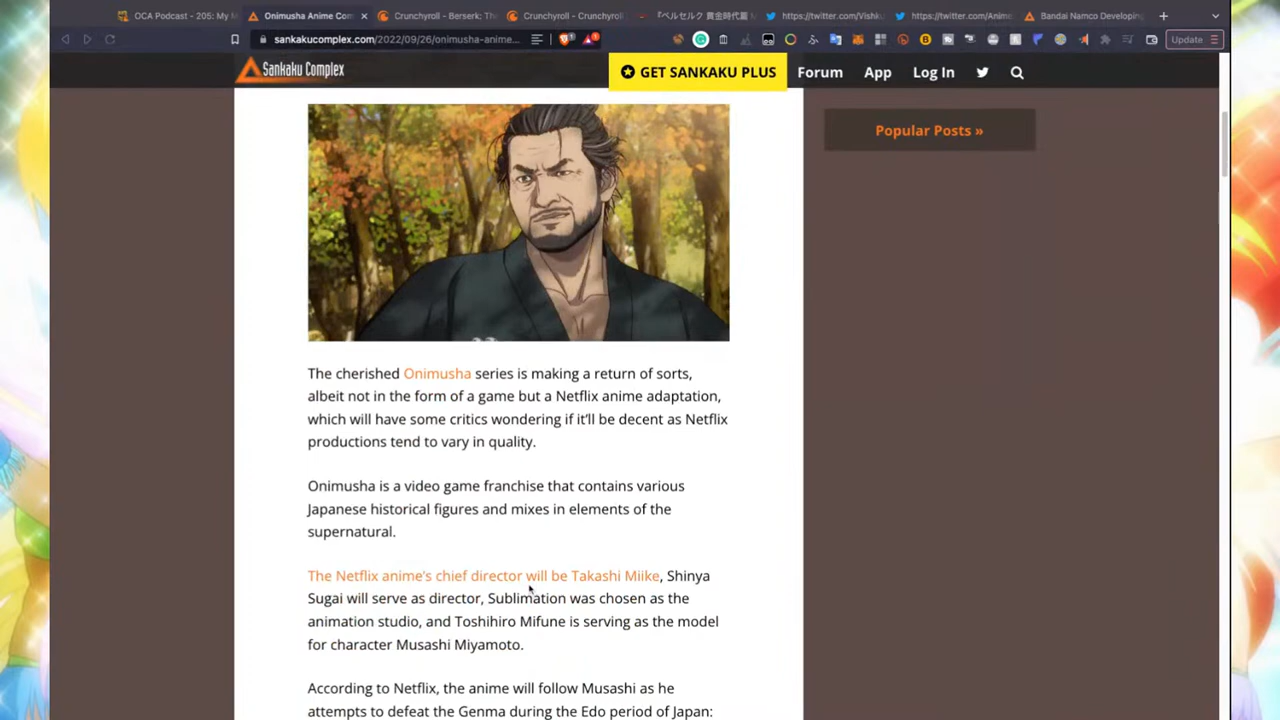 OCA Podcast - 205: My M
Onimusha Anime Con
Crunchyroll - Berserk: The
Crunchyroll - Crunchyroll
『ベルセルク 黄金時代篇
https://twitter.com/Vishku
https://twitter.com/Anime
Bandai Namco Developing
sankakucomplex.com/2022/09/26/onimusha-anime...
Update
Sankaku Complex
GET SANKAKU PLUS
Forum
App
Log In
Popular Posts »
The cherished Onimusha series is making a return of sorts,
albeit not in the form of a game but a Netflix anime adaptation,
which will have some critics wondering if it'll be decent as Netflix
productions tend to vary in quality.
Onimusha is a video game franchise that contains various
Japanese historical figures and mixes in elements of the
supernatural.
The Netflix anime's chief director will be Takashi Miike, Shinya
Sugai will serve as director, Sublimation was chosen as the
animation studio, and Toshihiro Mifune is serving as the model
for character Musashi Miyamoto.
According to Netflix, the anime will follow Musashi as he
attempts to defeat the Genma during the Edo period of Japan: